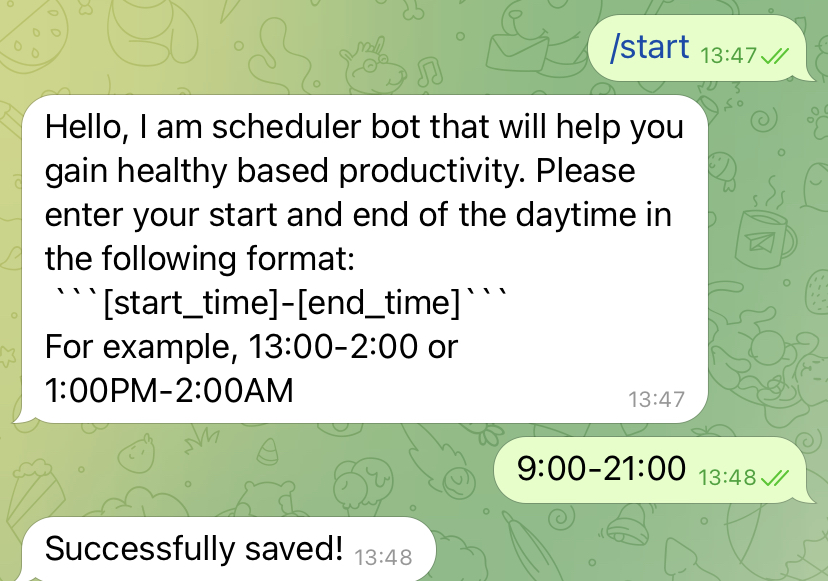 /start 13:47
Hello, I am scheduler bot that will help you
gain healthy based productivity. Please
enter your start and end of the daytime in
the following format:
```[start_time]-[end_time]```
For example, 13:00-2:00 or
1:00PM-2:00AM
13:47
9:00-21:00 13:48
Successfully saved! 13:48